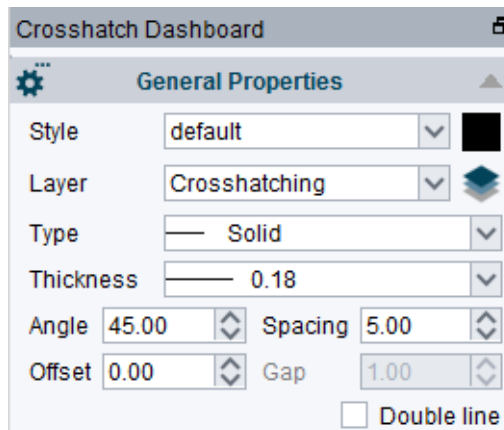 Crosshatch Dashboard
General Properties
Style default
Layer Crosshatching
Type Solid
Thickness 0.18
Angle 45.00 Spacing 5.00
Offset 0.00 Gap 1.00
Double line